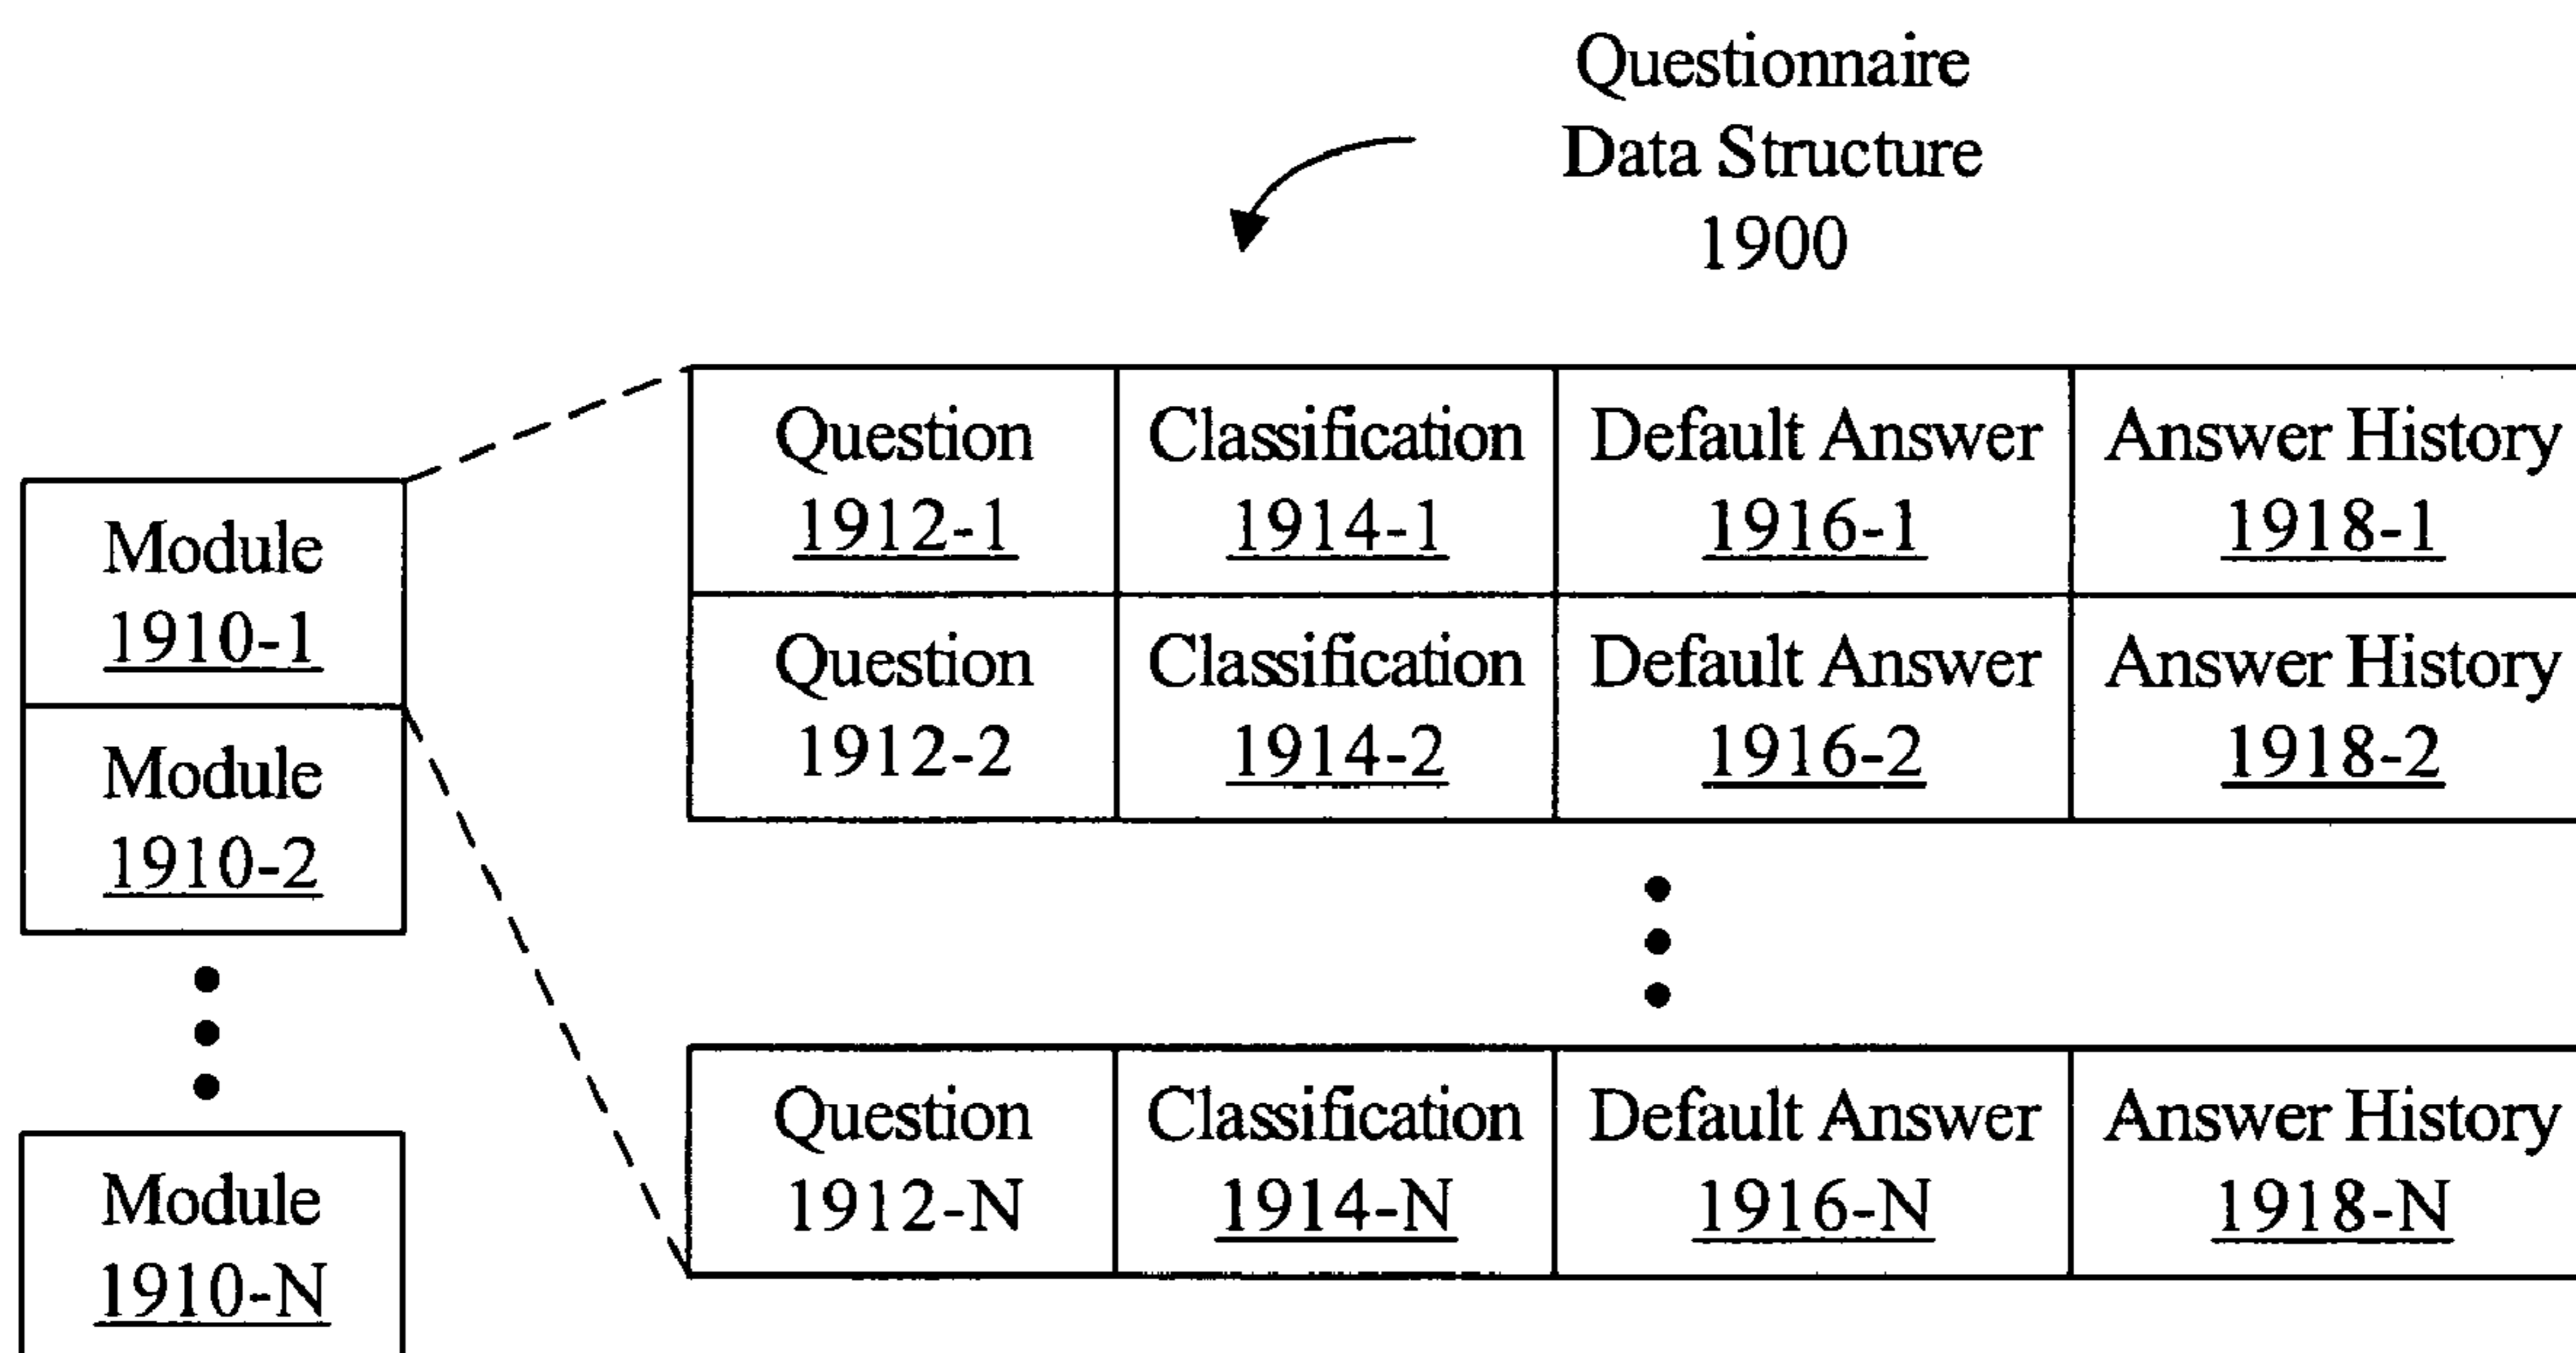 Questionnaire
Data Structure
1900
Module
1910-1
Module
1910-2
Module
1910-N
Question
1912-1
Classification
1914-1
Default Answer
1916-1
Answer History
1918-1
Question
1912-2
Classification
1914-2
Default Answer
1916-2
Answer History
1918-2
Question
1912-N
Classification
1914-N
Default Answer
1916-N
Answer History
1918-N